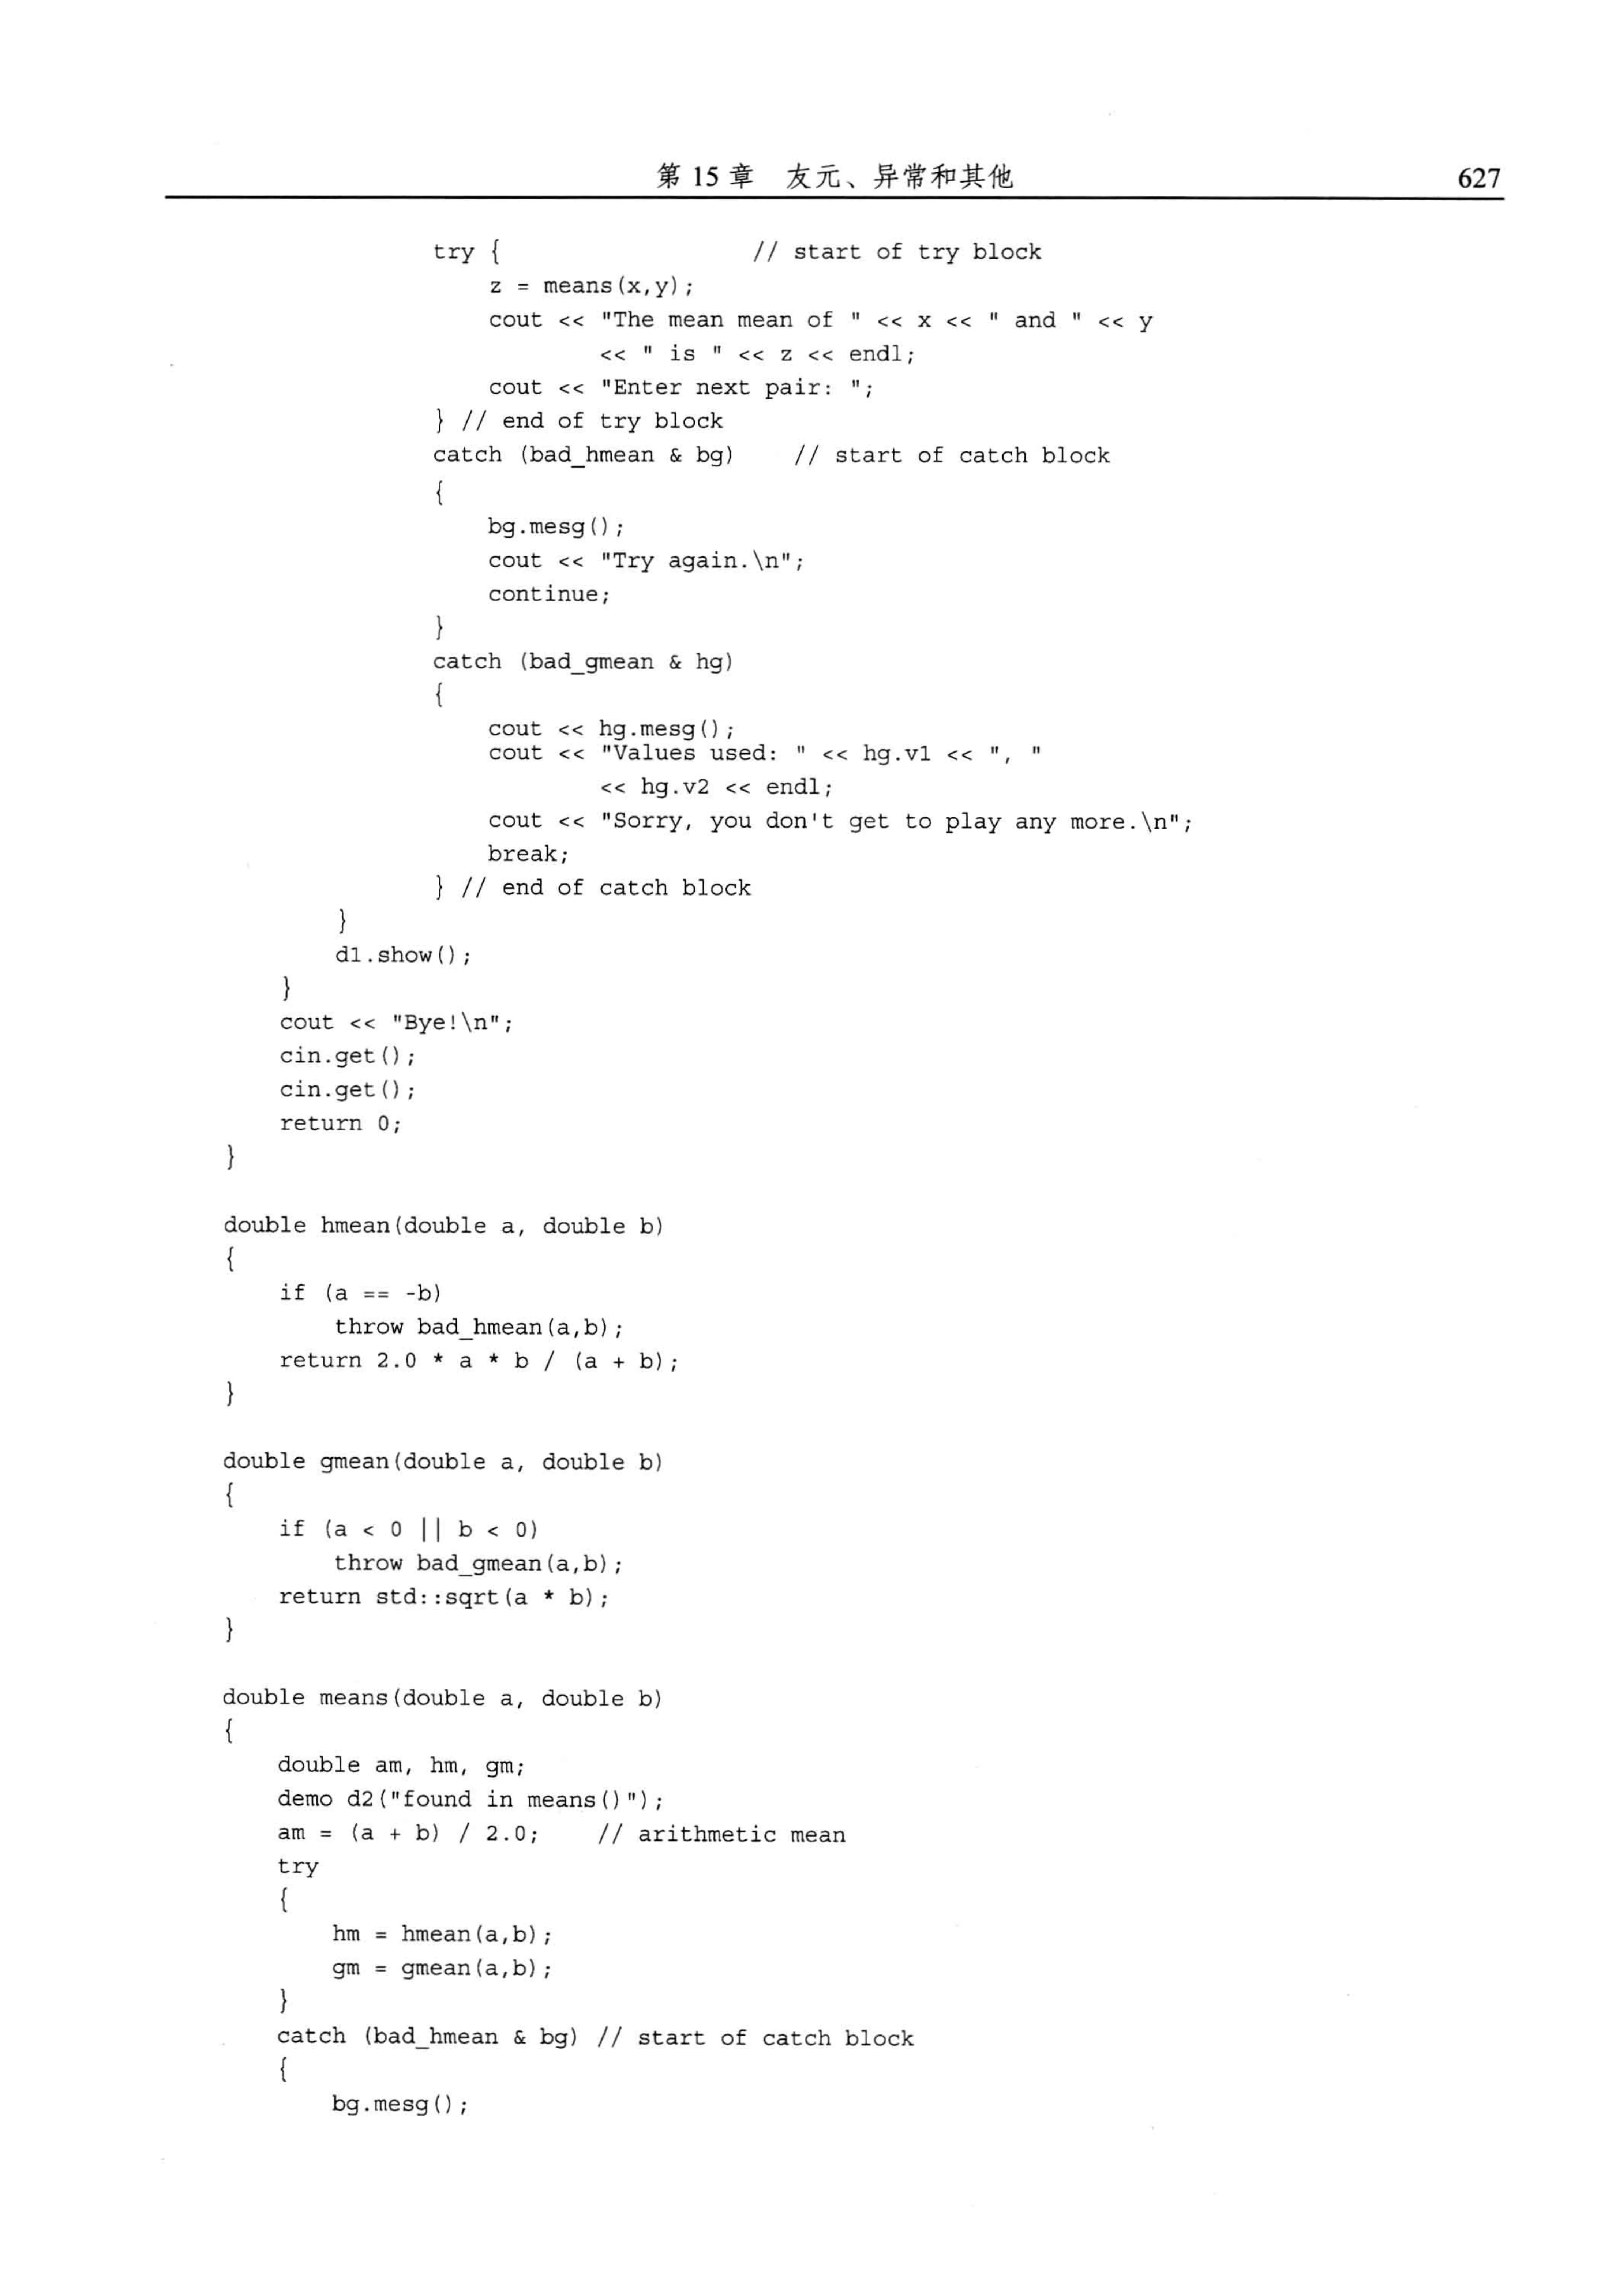 第 15 章 友元、异常和其他 627
try { // start of try block
z = means(x,y);
cout << "The mean mean of " << x << " and " << y
<< " is " << z << endl;
cout << "Enter next pair: ";
} // end of try block
catch (bad_hmean & bg) // start of catch block
{
bg.mesg();
cout << "Try again.\n";
continue;
}
catch (bad_gmean & hg)
{
cout << hg.mesg();
cout << "Values used: " << hg.v1 << ", "
<< hg.v2 << endl;
cout << "Sorry, you don't get to play any more.\n";
break;
} // end of catch block
}
d1.show();
}
cout << "Bye!\n";
cin.get();
cin.get();
return 0;
}
double hmean(double a, double b)
{
if (a == -b)
throw bad_hmean(a,b);
return 2.0 * a * b / (a + b);
}
double gmean(double a, double b)
{
if (a < 0 || b < 0)
throw bad_gmean(a,b);
return std::sqrt(a * b);
}
double means(double a, double b)
{
double am, hm, gm;
demo d2("found in means()");
am = (a + b) / 2.0; // arithmetic mean
try
{
hm = hmean(a,b);
gm = gmean(a,b);
}
catch (bad_hmean & bg) // start of catch block
{
bg.mesg();